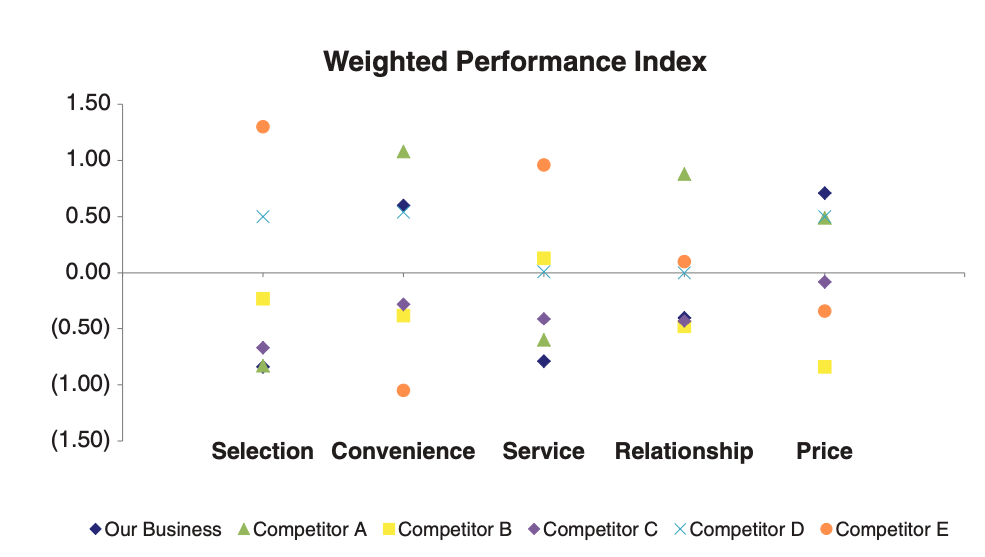 Weighted Performance Index
1.50
1.00
0.50
0.00
(0.50)
(1.00)
(1.50)
Selection Convenience Service Relationship Price
Our Business Competitor A Competitor B Competitor C Competitor D Competitor E